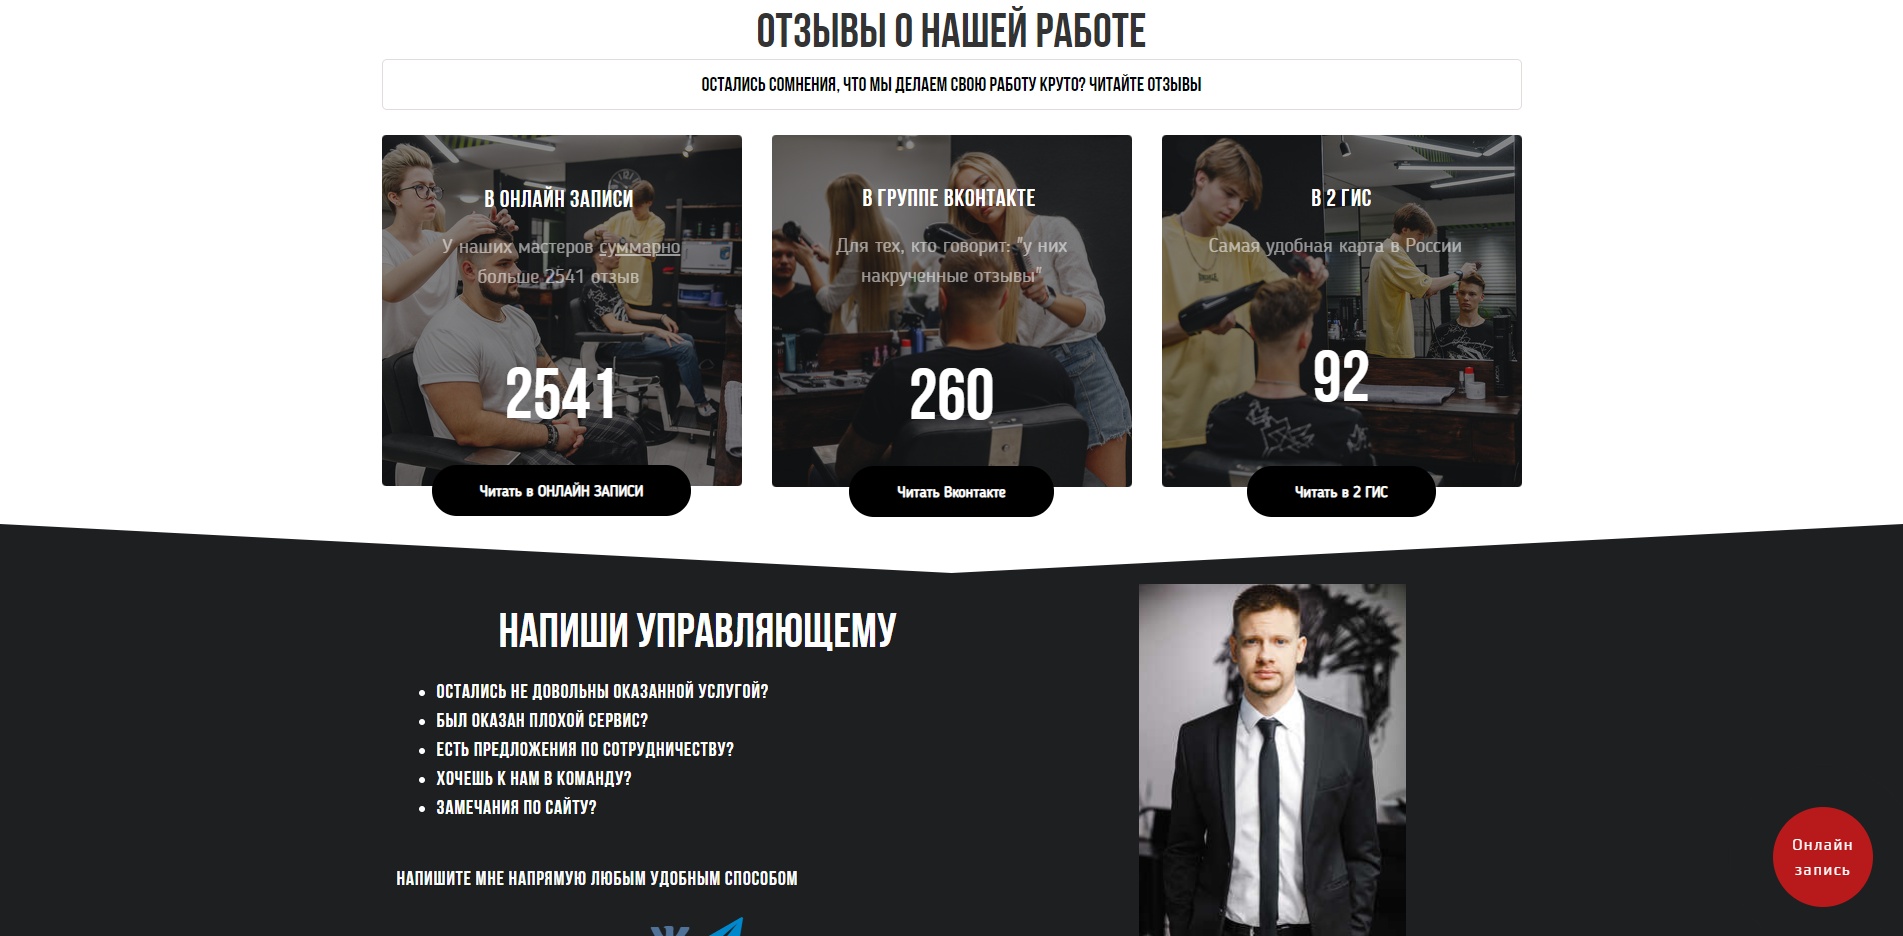 ОТЗЫВЫ О НАШЕЙ РАБОТЕ
ОСТАЛИСЬ СОМНЕНИЯ, ЧТО МЫ ДЕЛАЕМ СВОЮ РАБОТУ КРУТО? ЧИТАЙТЕ ОТЗЫВЫ
В ОНЛАЙН ЗАПИСИ
У наших мастеров суммарно
больше 2541 отзыв
2541
Читать в ОНЛАЙН ЗАПИСИ
В ГРУППЕ ВКОНТАКТЕ
Для тех, кто говорит: "у них
накрученные отзывы"
260
Читать Вконтакте
В 2 ГИС
Самая удобная карта в России
92
Читать в 2 ГИС
НАПИШИ УПРАВЛЯЮЩЕМУ
ОСТАЛИСЬ НЕ ДОВОЛЬНЫ ОКАЗАННОЙ УСЛУГОЙ?
БЫЛ ОКАЗАН ПЛОХОЙ СЕРВИС?
ЕСТЬ ПРЕДЛОЖЕНИЯ ПО СОТРУДНИЧЕСТВУ?
ХОЧЕШЬ К НАМ В КОМАНДУ?
ЗАМЕЧАНИЯ ПО САЙТУ?
НАПИШИТЕ МНЕ НАПРЯМУЮ ЛЮБЫМ УДОБНЫМ СПОСОБОМ
Онлайн
запись